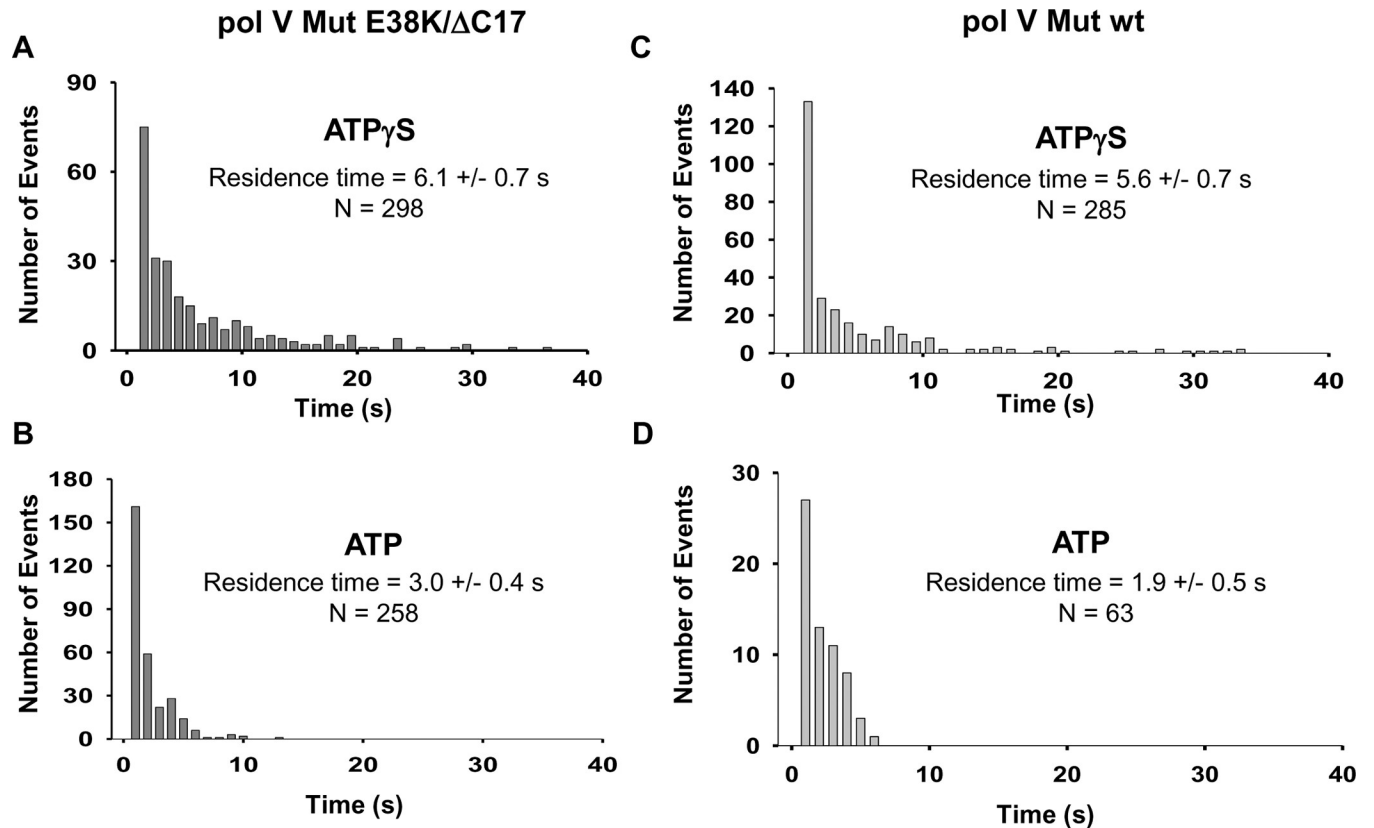 pol V Mut E38K/ΔC17
A
90
60
30
0
Number of Events
ATPγS
Residence time = 6.1 +/- 0.7 s
N = 298
0 10 20 30 40
Time (s)
B
180
150
120
90
60
30
0
Number of Events
ATP
Residence time = 3.0 +/- 0.4 s
N = 258
0 10 20 30 40
Time (s)
pol V Mut wt
C
140
120
100
80
60
40
20
0
Number of Events
ATPγS
Residence time = 5.6 +/- 0.7 s
N = 285
0 10 20 30 40
Time (s)
D
30
20
10
0
Number of Events
ATP
Residence time = 1.9 +/- 0.5 s
N = 63
0 10 20 30 40
Time (s)